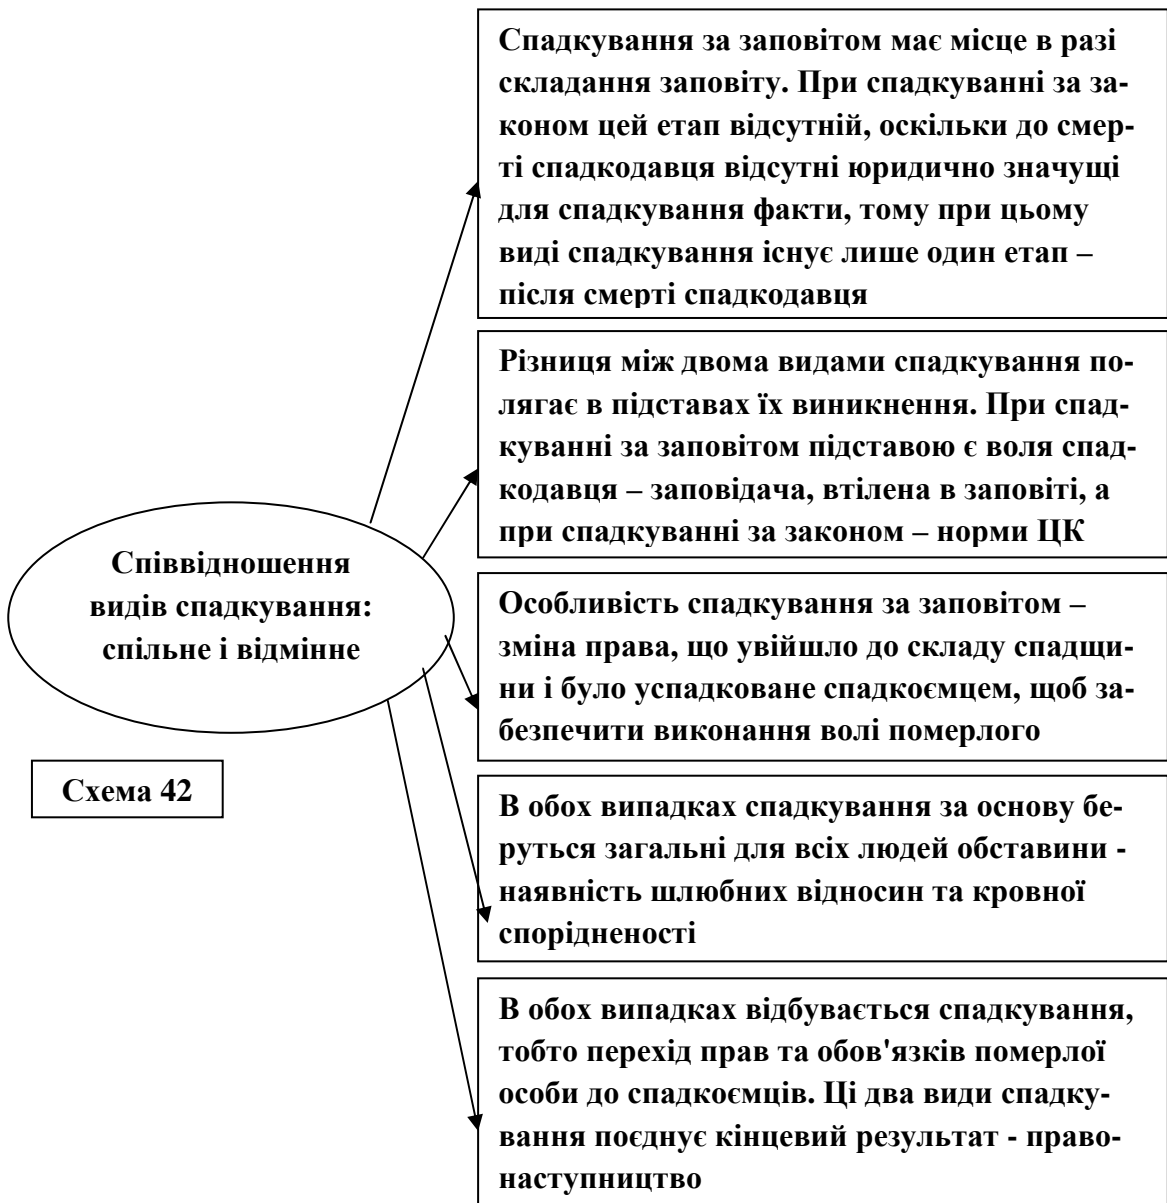 Спадкування за заповітом має місце в разі
складання заповіту. При спадкуванні за за-
коном цей етап відсутній, оскільки до смер-
ті спадкодавця відсутні юридично значущі
для спадкування факти, тому при цьому
виді спадкування існує лише один етап –
після смерті спадкодавця
Різниця між двома видами спадкування по-
лягає в підставах їх виникнення. При спад-
куванні за заповітом підставою є воля спад-
кодавця – заповідача, втілена в заповіті, а
при спадкуванні за законом – норми ЦК
Співвідношення
видів спадкування:
спільне і відмінне
Особливість спадкування за заповітом –
зміна права, що увійшло до складу спадщи-
ни і було успадковане спадкоємцем, щоб за-
безпечити виконання волі померлого
Схема 42
В обох випадках спадкування за основу бе-
руться загальні для всіх людей обставини -
наявність шлюбних відносин та кровної
спорідненості
В обох випадках відбувається спадкування,
тобто перехід прав та обов'язків померлої
особи до спадкоємців. Ці два види спадку-
вання поєднує кінцевий результат - право-
наступництво